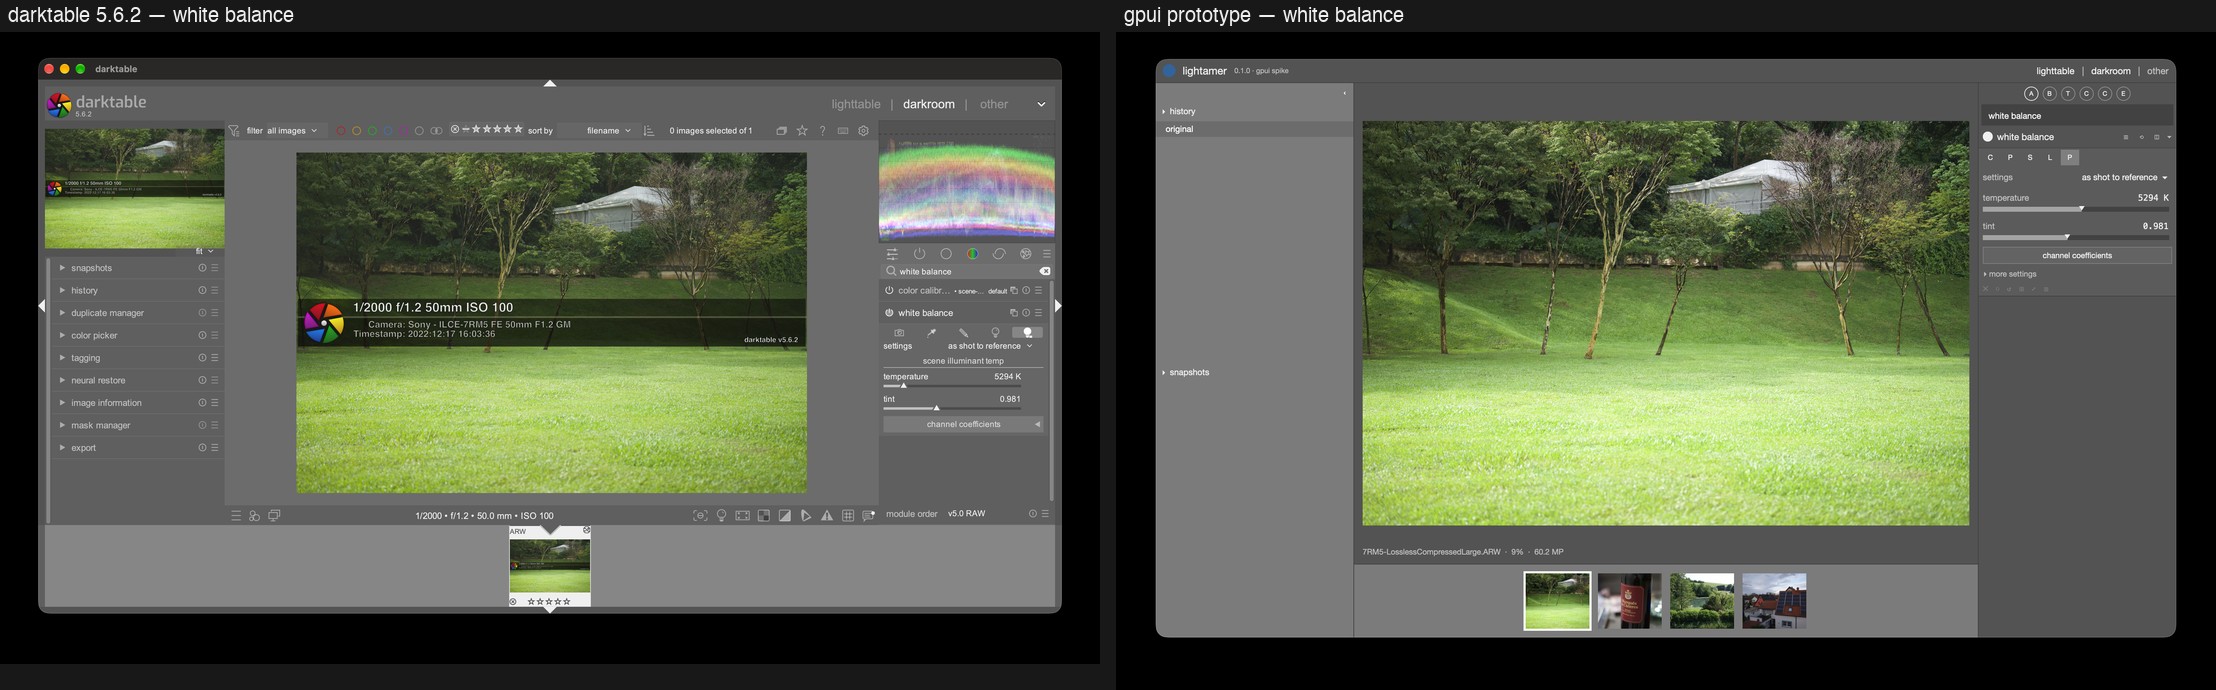 darktable 5.6.2 — white balance
darktable
darktable
5.6.2
lighttable | darkroom | other
filter all images
sort by filename
0 images selected of 1
fit
snapshots
history
duplicate manager
color picker
tagging
neural restore
image information
mask manager
export
1/2000 f/1.2 50mm ISO 100
Camera: Sony - ILCE-7RM5 FE 50mm F1.2 GM
Timestamp: 2022:12:17 16:03:36
darktable v5.6.2
white balance
color calibr... • scene-... default
white balance
settings as shot to reference
scene illuminant temp
temperature 5294 K
tint 0.981
channel coefficients
module order v5.0 RAW
1/2000 • f/1.2 • 50.0 mm • ISO 100
ARW
gpui prototype — white balance
lightamer 0.1.0 · gpui spike
lighttable | darkroom | other
history
original
snapshots
A B T C C E
white balance
white balance
C P S L P
settings as shot to reference
temperature 5294 K
tint 0.981
channel coefficients
more settings
7RM5-LosslessCompressedLarge.ARW · 9% · 60.2 MP